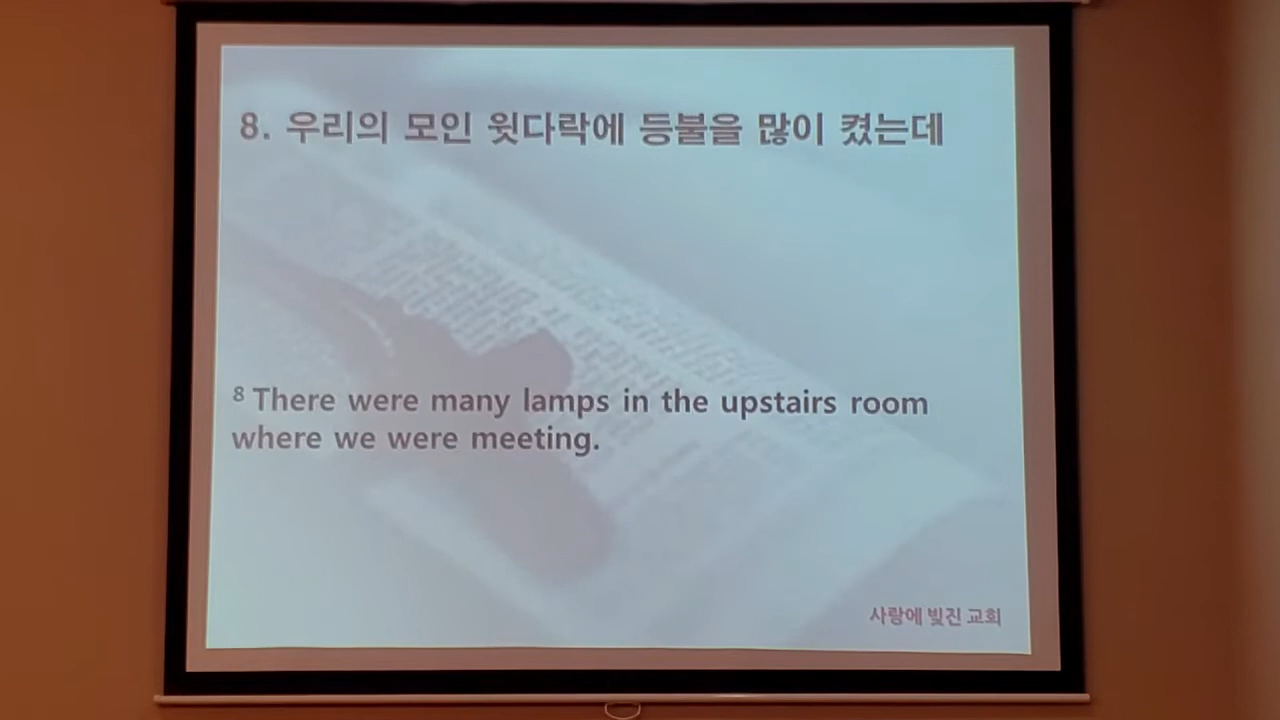 8. 우리의 모인 윗다락에 등불을 많이 켰는데
8 There were many lamps in the upstairs room
where we were meeting.
사랑에 빚진 교회